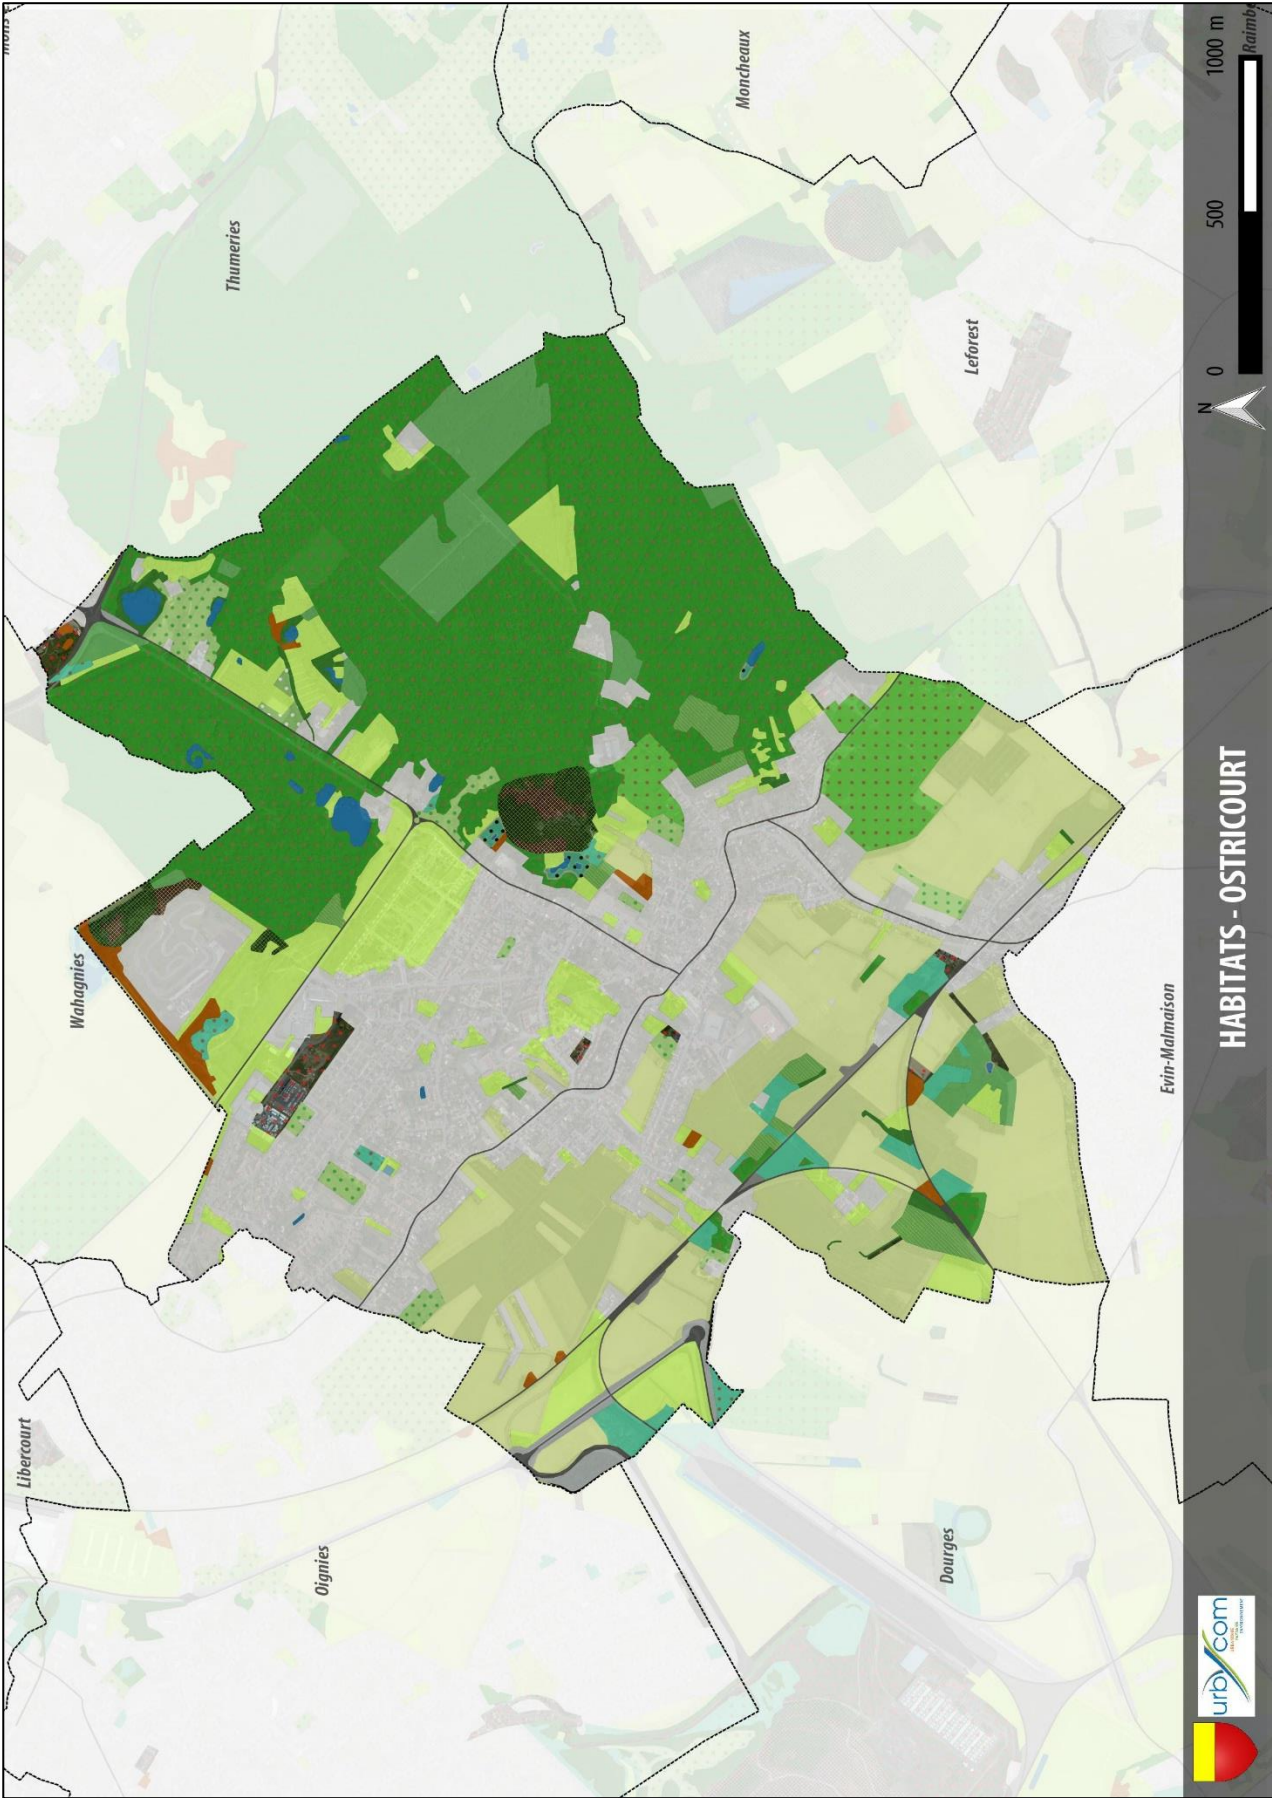 Libercourt
Wahagnies
Thumeries
Moncheaux
Oignies
Leforest
Dourges
Evin-Malmaison
HABITATS - OSTRICOURT
N
0
500
1000 m
urbycom